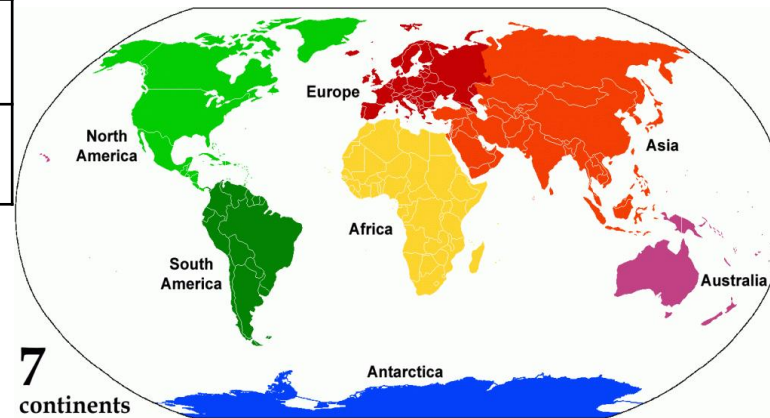 Europe
North
America
Asia
Africa
South
America
Australia
Antarctica
7
continents